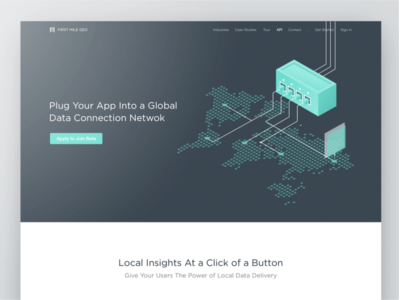 FIRST MILE GEO
Industries Case Studies Tour API Contact Get Started Sign In
Plug Your App Into a Global
Data Connection Netwok
Apply to Join Beta
Local Insights At a Click of a Button
Give Your Users The Power of Local Data Delivery